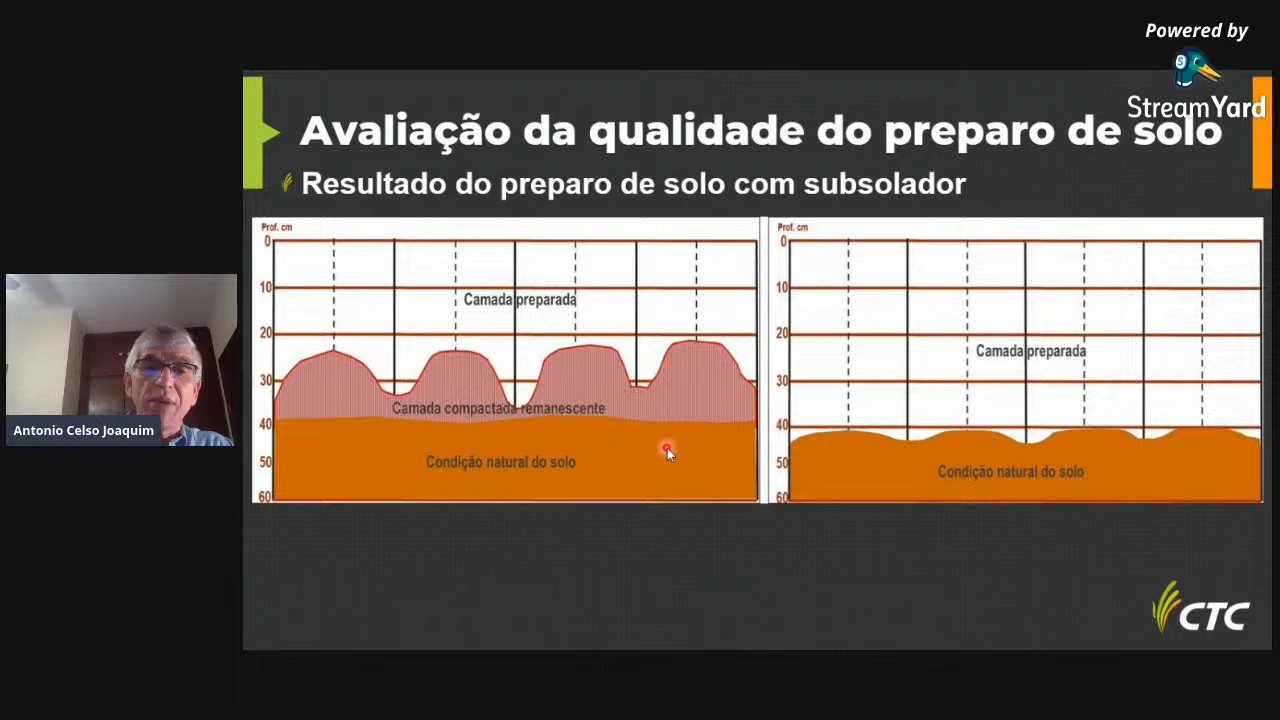 Powered by
S
StreamYard
Avaliação da qualidade do preparo de solo
Resultado do preparo de solo com subsolador
Prof. cm
0
10
20
30
40
50
60
Camada preparada
Camada compactada remanescente
Condição natural do solo
Prof. cm
0
10
20
30
40
50
60
Camada preparada
Condição natural do solo
Antonio Celso Joaquim
CTC